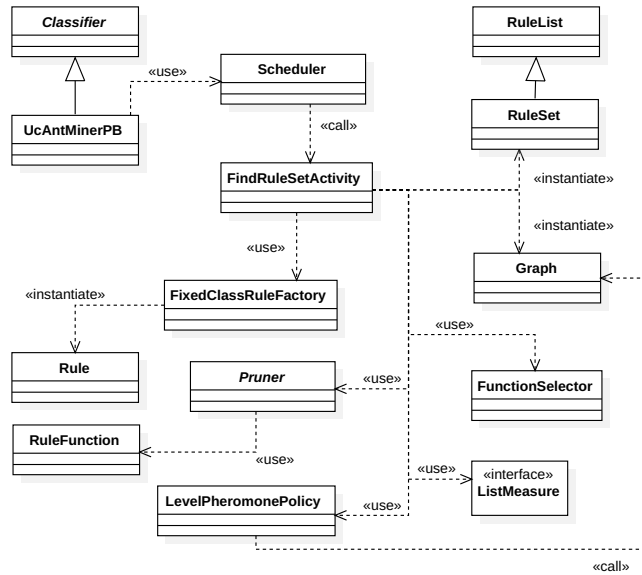 Classifier
RuleList
«use»
Scheduler
UcAntMinerPB
RuleSet
«call»
FindRuleSetActivity
«instantiate»
«instantiate»
«use»
Graph
FixedClassRuleFactory
«instantiate»
«use»
Rule
Pruner
«use»
FunctionSelector
RuleFunction
«use»
«use»
«interface»
ListMeasure
LevelPheromonePolicy
«use»
«call»